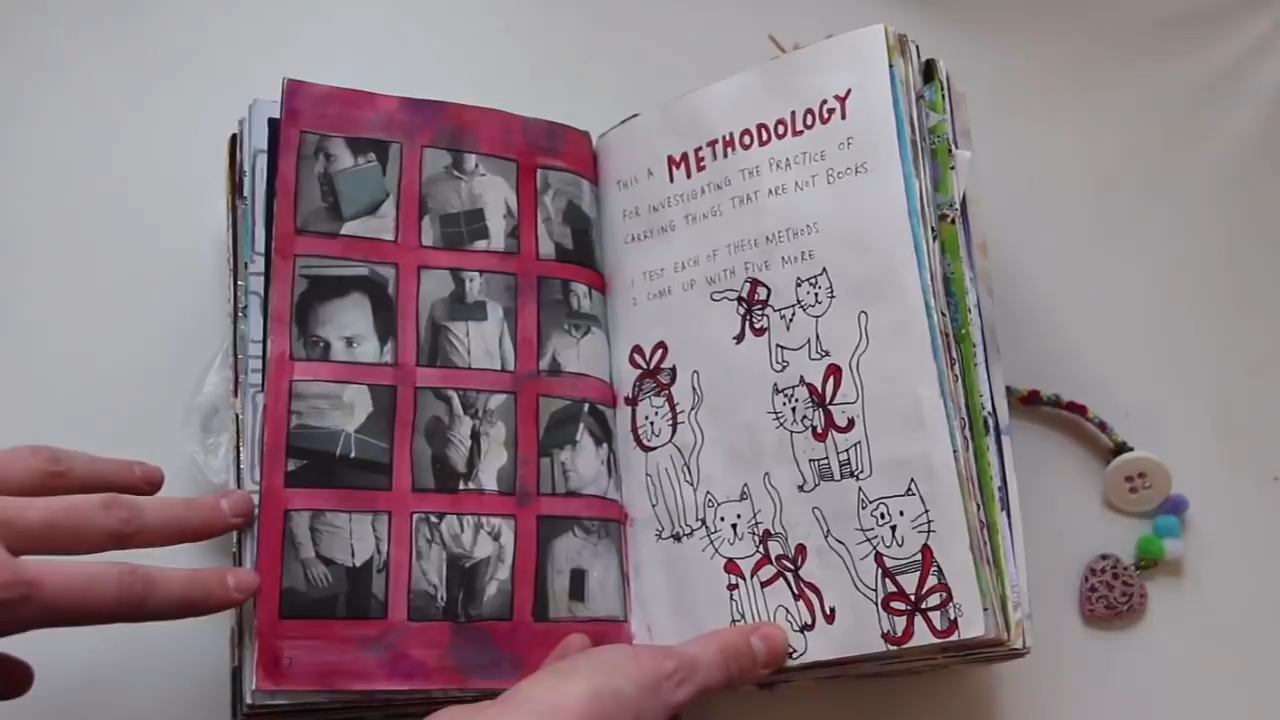 THIS A METHODOLOGY
FOR INVESTIGATING THE PRACTICE OF
CARRYING THINGS THAT ARE NOT BOOKS
1 TEST EACH OF THESE METHODS
2 COME UP WITH FIVE MORE